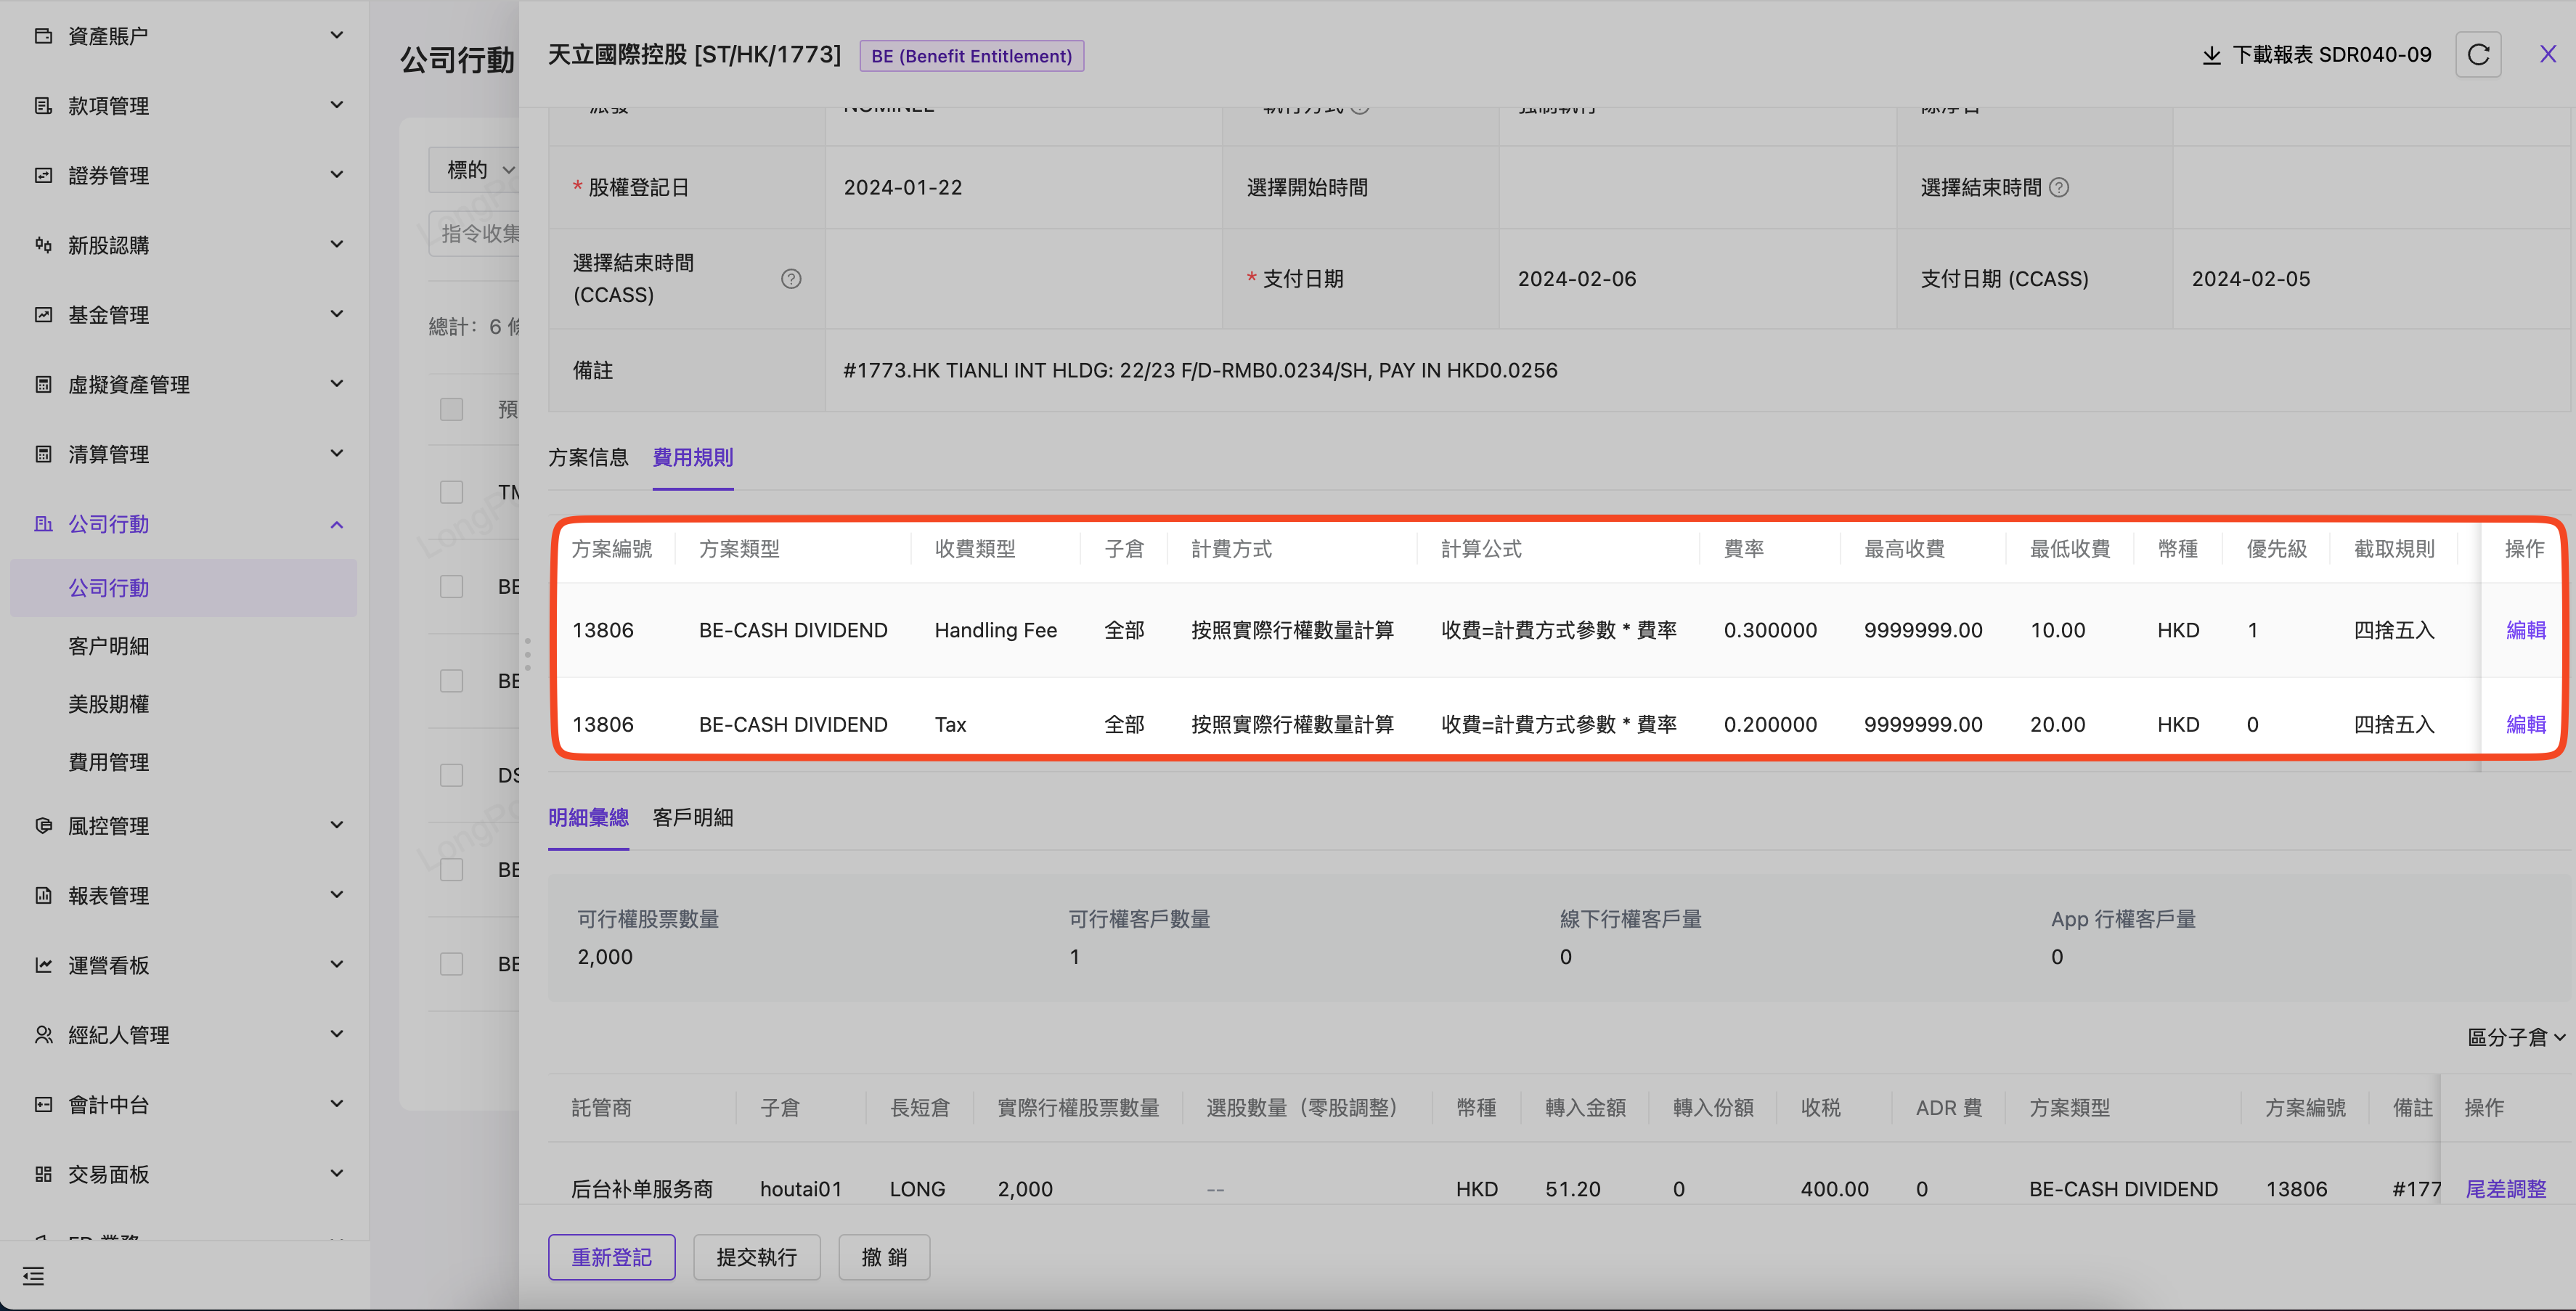 資產賬户
款項管理
證券管理
新股認購
基金管理
虛擬資產管理
清算管理
公司行動
公司行動
客户明細
美股期權
費用管理
風控管理
報表管理
運營看板
經紀人管理
會計中台
交易面板
公司行動
標的
指令收集
總計： 6 條
預
TM
BE
BE
DS
BE
BE
LongPo
LongPo
LongPo
天立國際控股 [ST/HK/1773] BE (Benefit Entitlement) 下載報表 SDR040-09 X
派發 NOMINEE 執行方式 强制執行 除淨日
* 股權登記日 2024-01-22 選擇開始時間 選擇結束時間
選擇結束時間 (CCASS) * 支付日期 2024-02-06 支付日期 (CCASS) 2024-02-05
備註 #1773.HK TIANLI INT HLDG: 22/23 F/D-RMB0.0234/SH, PAY IN HKD0.0256
方案信息 費用規則
方案編號 方案類型 收費類型 子倉 計費方式 計算公式 費率 最高收費 最低收費 幣種 優先級 截取規則 操作
13806 BE-CASH DIVIDEND Handling Fee 全部 按照實際行權數量計算 收費=計費方式參數 * 費率 0.300000 9999999.00 10.00 HKD 1 四捨五入 編輯
13806 BE-CASH DIVIDEND Tax 全部 按照實際行權數量計算 收費=計費方式參數 * 費率 0.200000 9999999.00 20.00 HKD 0 四捨五入 編輯
明細彙總 客戶明細
可行權股票數量 可行權客戶數量 線下行權客戶量 App 行權客戶量
2,000 1 0 0
區分子倉
託管商 子倉 長短倉 實際行權股票數量 選股數量（零股調整） 幣種 轉入金額 轉入份額 收税 ADR 費 方案類型 方案編號 備註 操作
后台补单服务商 houtai01 LONG 2,000 -- HKD 51.20 0 400.00 0 BE-CASH DIVIDEND 13806 #177 尾差調整
重新登記 提交執行 撤 銷